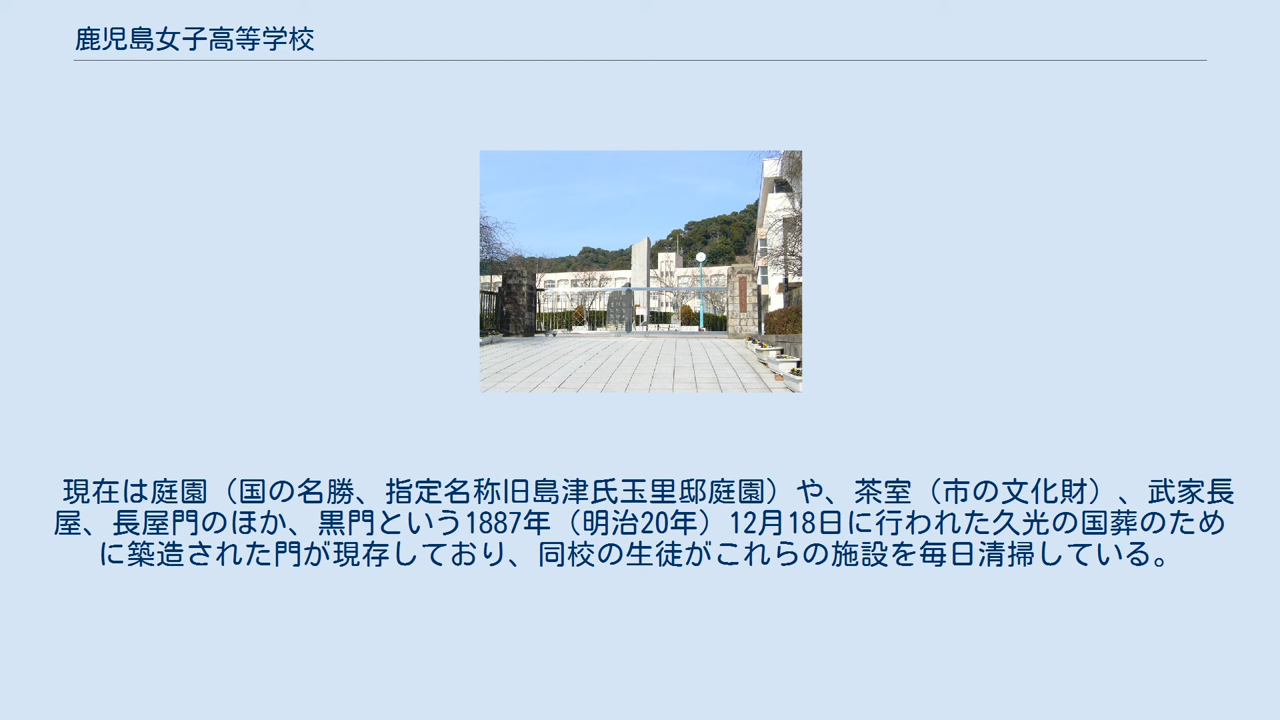 鹿児島女子高等学校
現在は庭園（国の名勝、指定名称旧島津氏玉里邸庭園）や、茶室（市の文化財）、武家長
屋、長屋門のほか、黒門という1887年（明治20年）12月18日に行われた久光の国葬のため
に築造された門が現存しており、同校の生徒がこれらの施設を毎日清掃している。